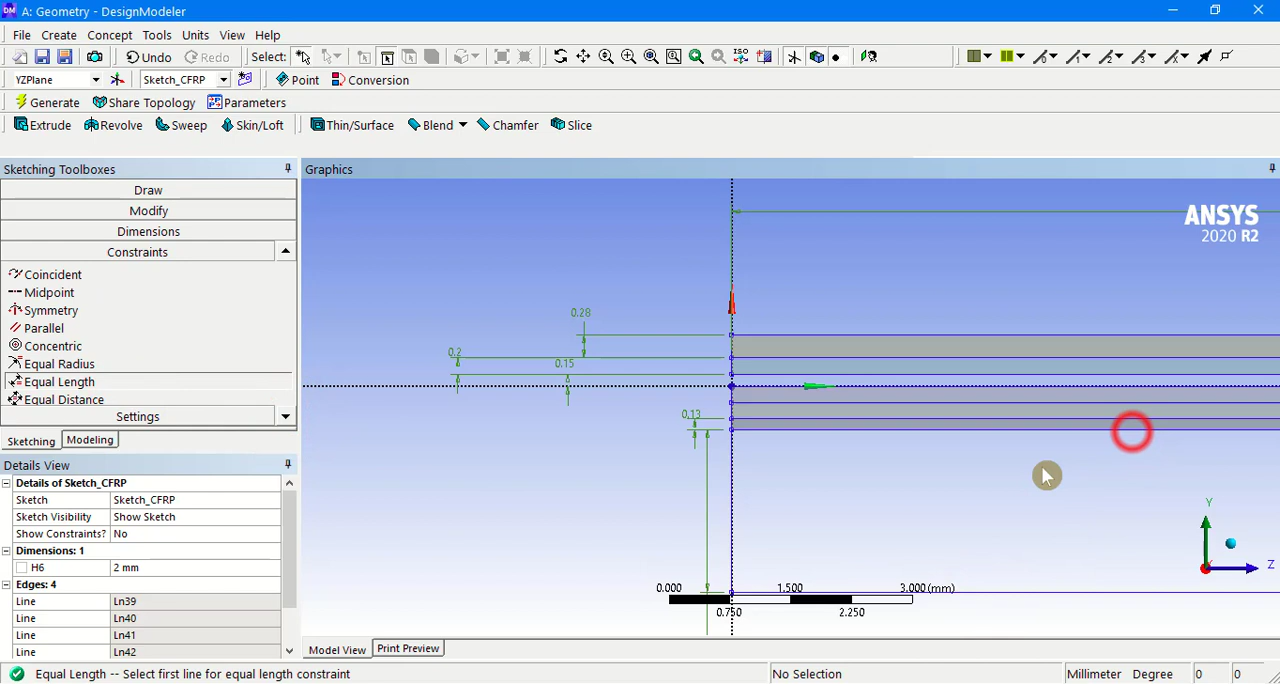 A: Geometry - DesignModeler
File Create Concept Tools Units View Help
Undo Redo Select:
YZPlane Sketch_CFRP Point Conversion
Generate Share Topology Parameters
Extrude Revolve Sweep Skin/Loft Thin/Surface Blend Chamfer Slice
Sketching Toolboxes
Draw
Modify
Dimensions
Constraints
Coincident
Midpoint
Symmetry
Parallel
Concentric
Equal Radius
Equal Length
Equal Distance
Settings
Sketching Modeling
Details View
Details of Sketch_CFRP
Sketch Sketch_CFRP
Sketch Visibility Show Sketch
Show Constraints? No
Dimensions: 1
H6 2 mm
Edges: 4
Line Ln39
Line Ln40
Line Ln41
Line Ln42
Graphics
ANSYS
2020 R2
0.28
0.2
0.15
0.13
Y
Z
X
0.000 1.500 3.000 (mm)
0.750 2.250
Model View Print Preview
Equal Length -- Select first line for equal length constraint
No Selection
Millimeter Degree 0 0